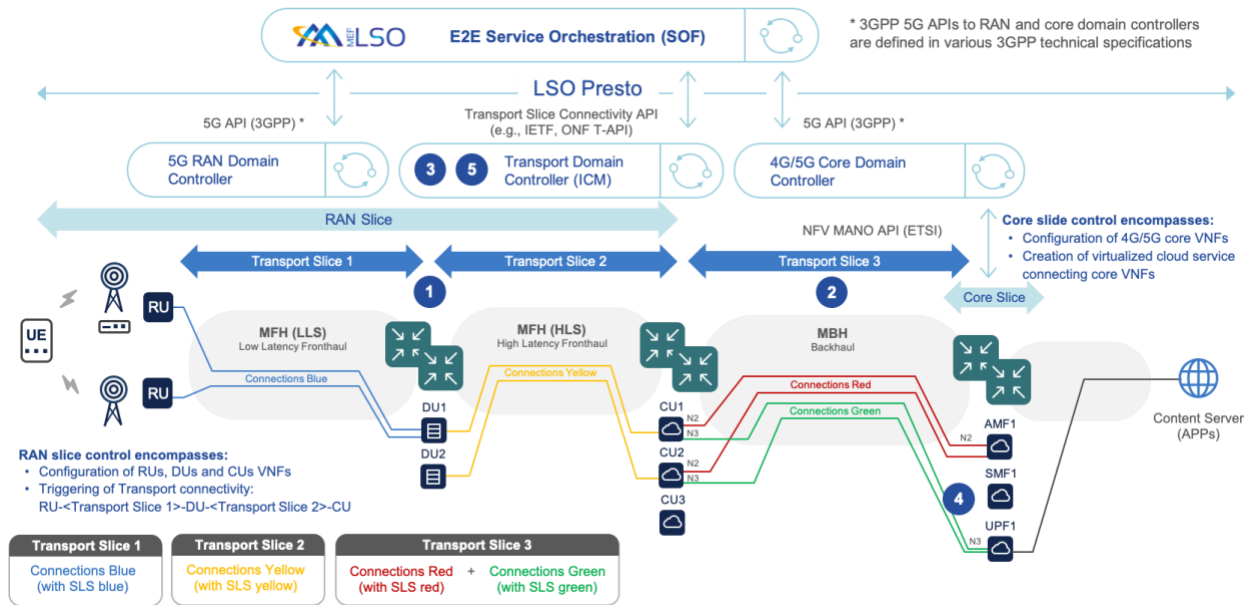 MEF LSO
E2E Service Orchestration (SOF)
* 3GPP 5G APIs to RAN and core domain controllers
are defined in various 3GPP technical specifications
LSO Presto
5G API (3GPP) *
Transport Slice Connectivity API
(e.g., IETF, ONF T-API)
5G API (3GPP) *
5G RAN Domain
Controller
3
5
Transport Domain
Controller (ICM)
4G/5G Core Domain
Controller
RAN Slice
NFV MANO API (ETSI)
Core slide control encompasses:
• Configuration of 4G/5G core VNFs
• Creation of virtualized cloud service
connecting core VNFs
Transport Slice 1
Transport Slice 2
Transport Slice 3
1
2
Core Slice
UE
RU
RU
MFH (LLS)
Low Latency Fronthaul
MFH (HLS)
High Latency Fronthaul
MBH
Backhaul
Connections Blue
Connections Yellow
Connections Red
Connections Green
DU1
DU2
CU1
N2
N3
CU2
N2
N3
CU3
AMF1
N2
SMF1
4
UPF1
N3
Content Server
(APPs)
RAN slice control encompasses:
• Configuration of RUs, DUs and CUs VNFs
• Triggering of Transport connectivity:
RU-<Transport Slice 1>-DU-<Transport Slice 2>-CU
Transport Slice 1
Connections Blue
(with SLS blue)
Transport Slice 2
Connections Yellow
(with SLS yellow)
Transport Slice 3
Connections Red + Connections Green
(with SLS red) (with SLS green)